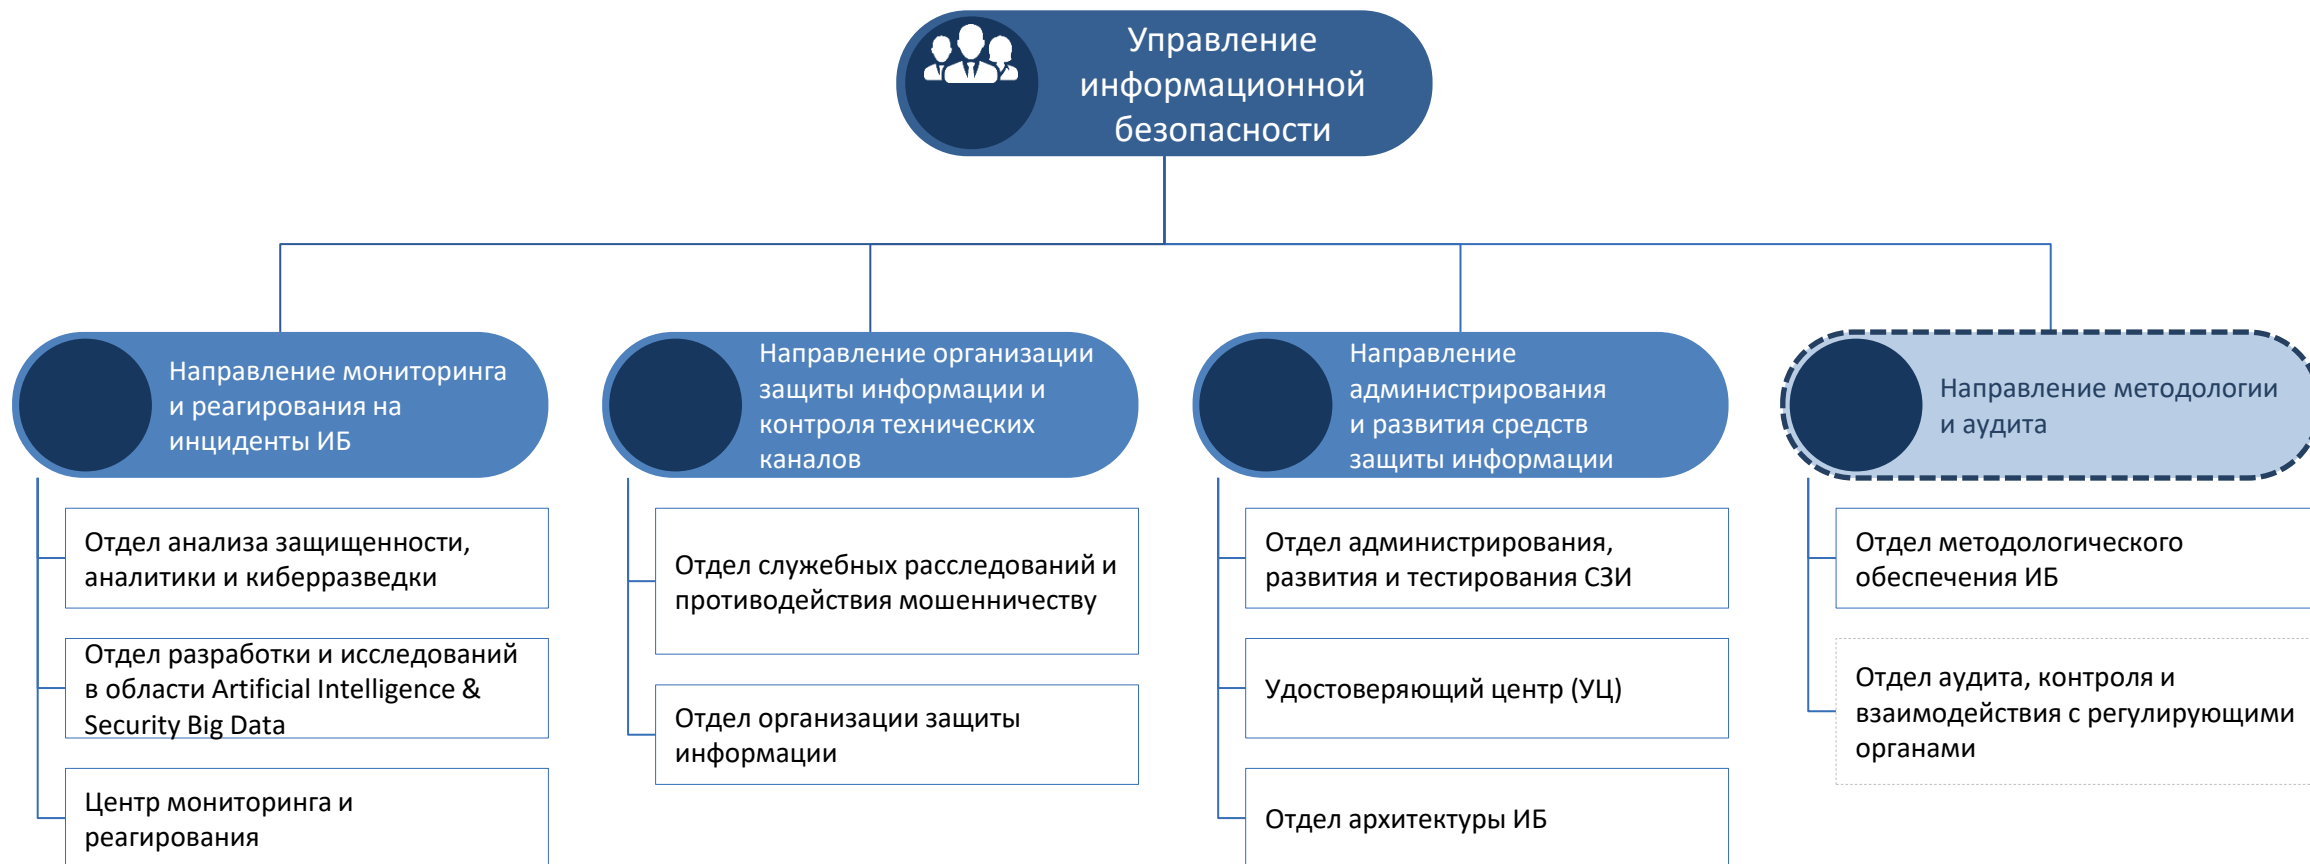 Управление
информационной
безопасности
Направление мониторинга
и реагирования на
инциденты ИБ
Отдел анализа защищенности,
аналитики и киберразведки
Отдел разработки и исследований
в области Artificial Intelligence &
Security Big Data
Центр мониторинга и
реагирования
Направление организации
защиты информации и
контроля технических
каналов
Отдел служебных расследований и
противодействия мошенничеству
Отдел организации защиты
информации
Направление
администрирования
и развития средств
защиты информации
Отдел администрирования,
развития и тестирования СЗИ
Удостоверяющий центр (УЦ)
Отдел архитектуры ИБ
Направление методологии
и аудита
Отдел методологического
обеспечения ИБ
Отдел аудита, контроля и
взаимодействия с регулирующими
органами